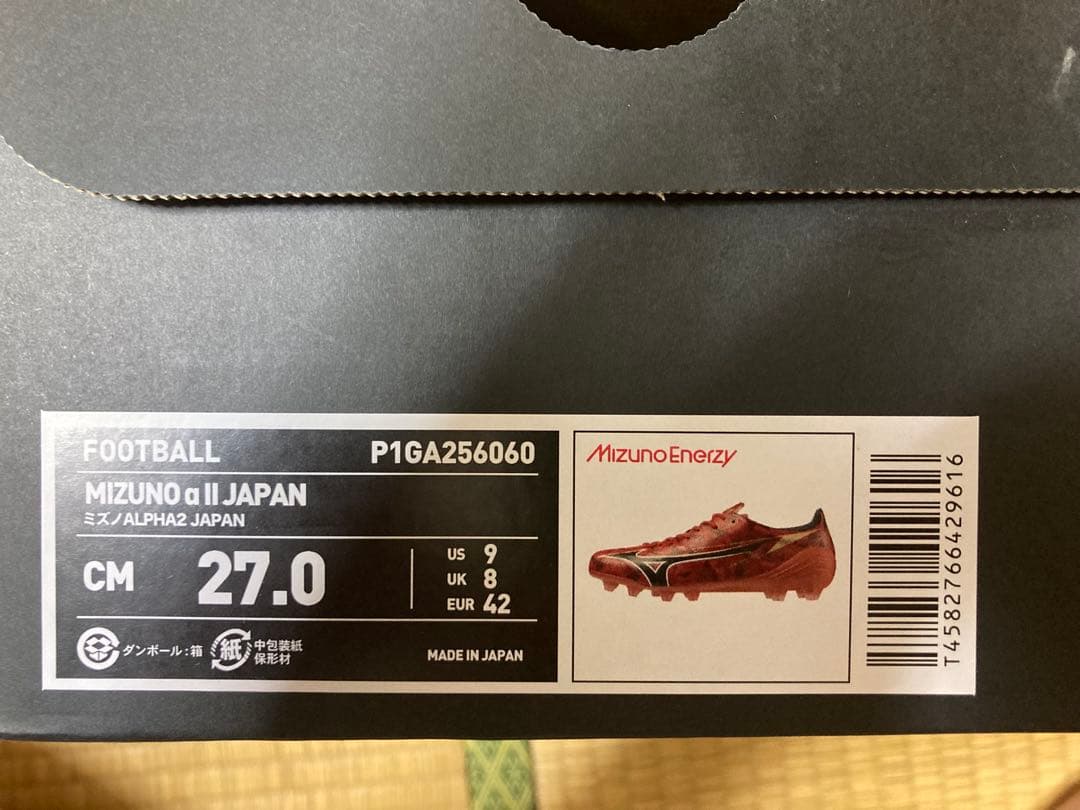 FOOTBALL P1GA256060
MIZUNO α II JAPAN
ミズノALPHA2 JAPAN
CM 27.0
US 9
UK 8
EUR 42
ダンボール:箱
紙 中包装紙
保形材
MADE IN JAPAN
MizunoEnerzy
T4582766429616